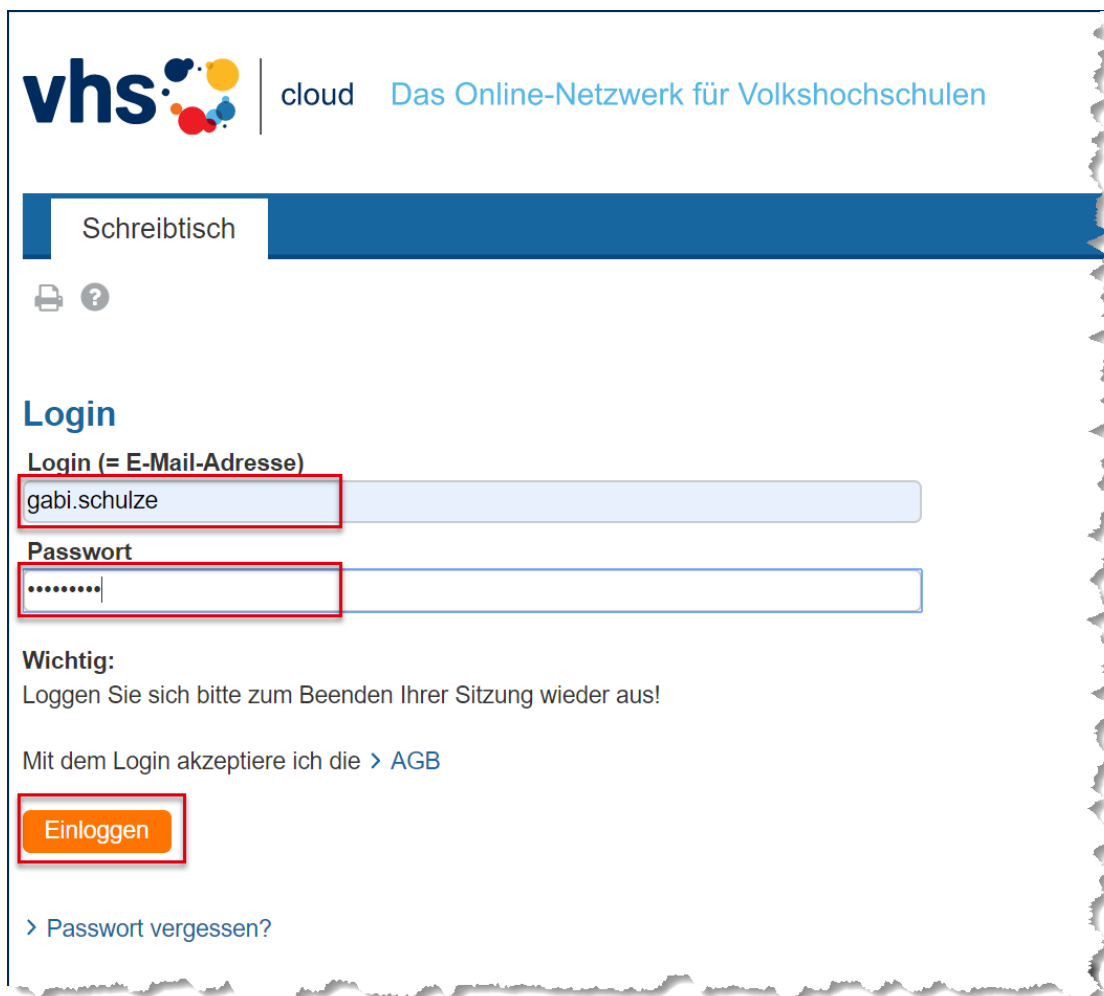 vhs cloud Das Online-Netzwerk für Volkshochschulen
Schreibtisch
?
Login
Login (= E-Mail-Adresse)
gabi.schulze
Passwort
•••••••••
Wichtig:
Loggen Sie sich bitte zum Beenden Ihrer Sitzung wieder aus!
Mit dem Login akzeptiere ich die > AGB
Einloggen
> Passwort vergessen?